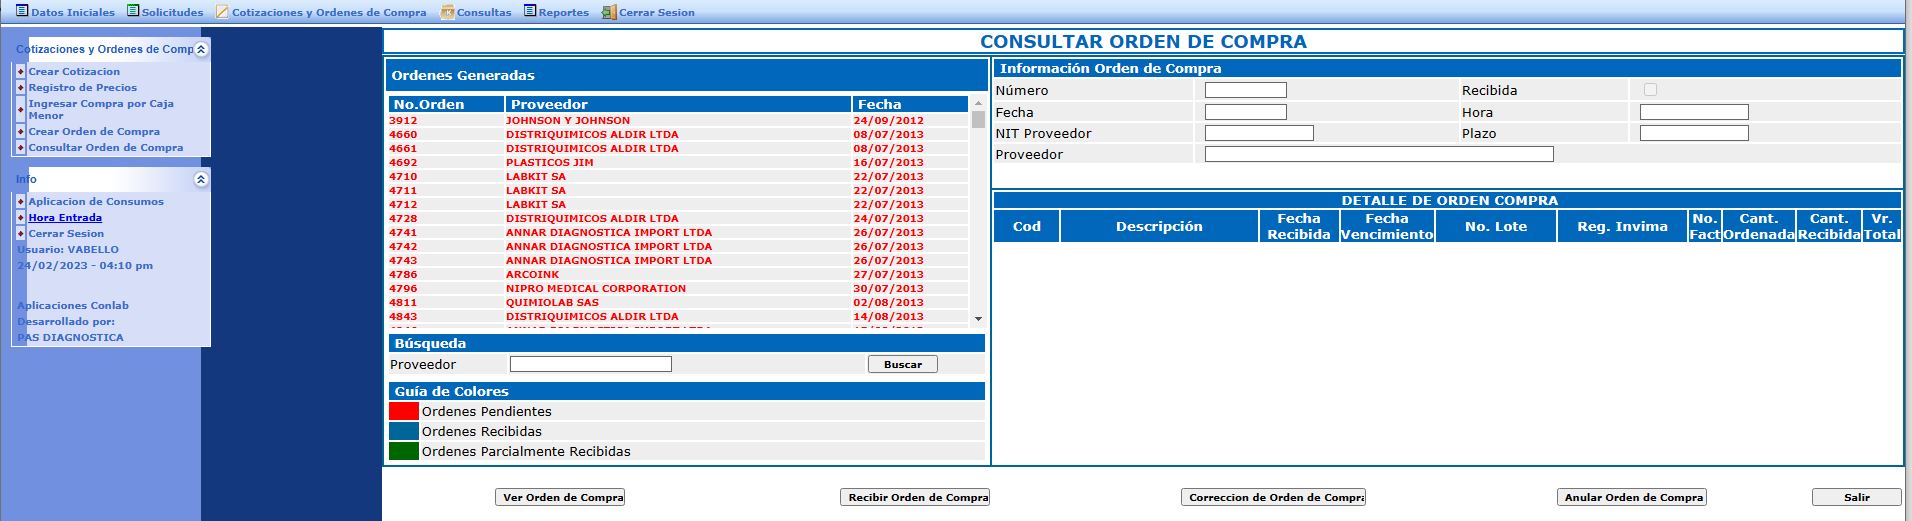 Datos Iniciales Solicitudes Cotizaciones y Ordenes de Compra Consultas Reportes Cerrar Sesion
Cotizaciones y Ordenes de Comp
Crear Cotizacion
Registro de Precios
Ingresar Compra por Caja
Menor
Crear Orden de Compra
Consultar Orden de Compra
Info
Aplicacion de Consumos
Hora Entrada
Cerrar Sesion
Usuario: VABELLO
24/02/2023 - 04:10 pm
Aplicaciones Conlab
Desarrollado por:
PAS DIAGNOSTICA
CONSULTAR ORDEN DE COMPRA
Ordenes Generadas
No.Orden Proveedor Fecha
3912 JOHNSON Y JOHNSON 24/09/2012
4660 DISTRIQUIMICOS ALDIR LTDA 08/07/2013
4661 DISTRIQUIMICOS ALDIR LTDA 08/07/2013
4692 PLASTICOS JIM 16/07/2013
4710 LABKIT SA 22/07/2013
4711 LABKIT SA 22/07/2013
4712 LABKIT SA 22/07/2013
4728 DISTRIQUIMICOS ALDIR LTDA 24/07/2013
4741 ANNAR DIAGNOSTICA IMPORT LTDA 26/07/2013
4742 ANNAR DIAGNOSTICA IMPORT LTDA 26/07/2013
4743 ANNAR DIAGNOSTICA IMPORT LTDA 26/07/2013
4786 ARCOINK 27/07/2013
4796 NIPRO MEDICAL CORPORATION 30/07/2013
4811 QUIMIOLAB SAS 02/08/2013
4843 DISTRIQUIMICOS ALDIR LTDA 14/08/2013
Búsqueda
Proveedor Buscar
Guía de Colores
Ordenes Pendientes
Ordenes Recibidas
Ordenes Parcialmente Recibidas
Información Orden de Compra
Número Recibida
Fecha Hora
NIT Proveedor Plazo
Proveedor
DETALLE DE ORDEN COMPRA
Cod Descripción Fecha Recibida Fecha Vencimiento No. Lote Reg. Invima No. Fact Cant. Ordenada Cant. Recibida Vr. Total
Ver Orden de Compra Recibir Orden de Compra Correccion de Orden de Compra Anular Orden de Compra Salir